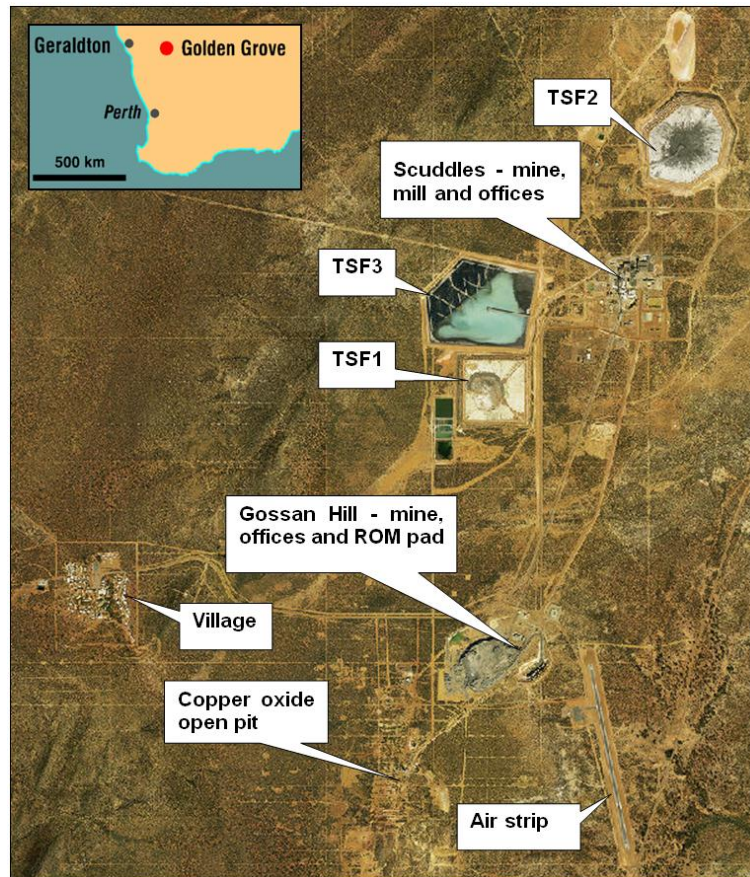 Geraldton
Golden Grove
Perth
500 km
TSF2
Scuddles - mine,
mill and offices
TSF3
TSF1
Gossan Hill - mine,
offices and ROM pad
Village
Copper oxide
open pit
Air strip